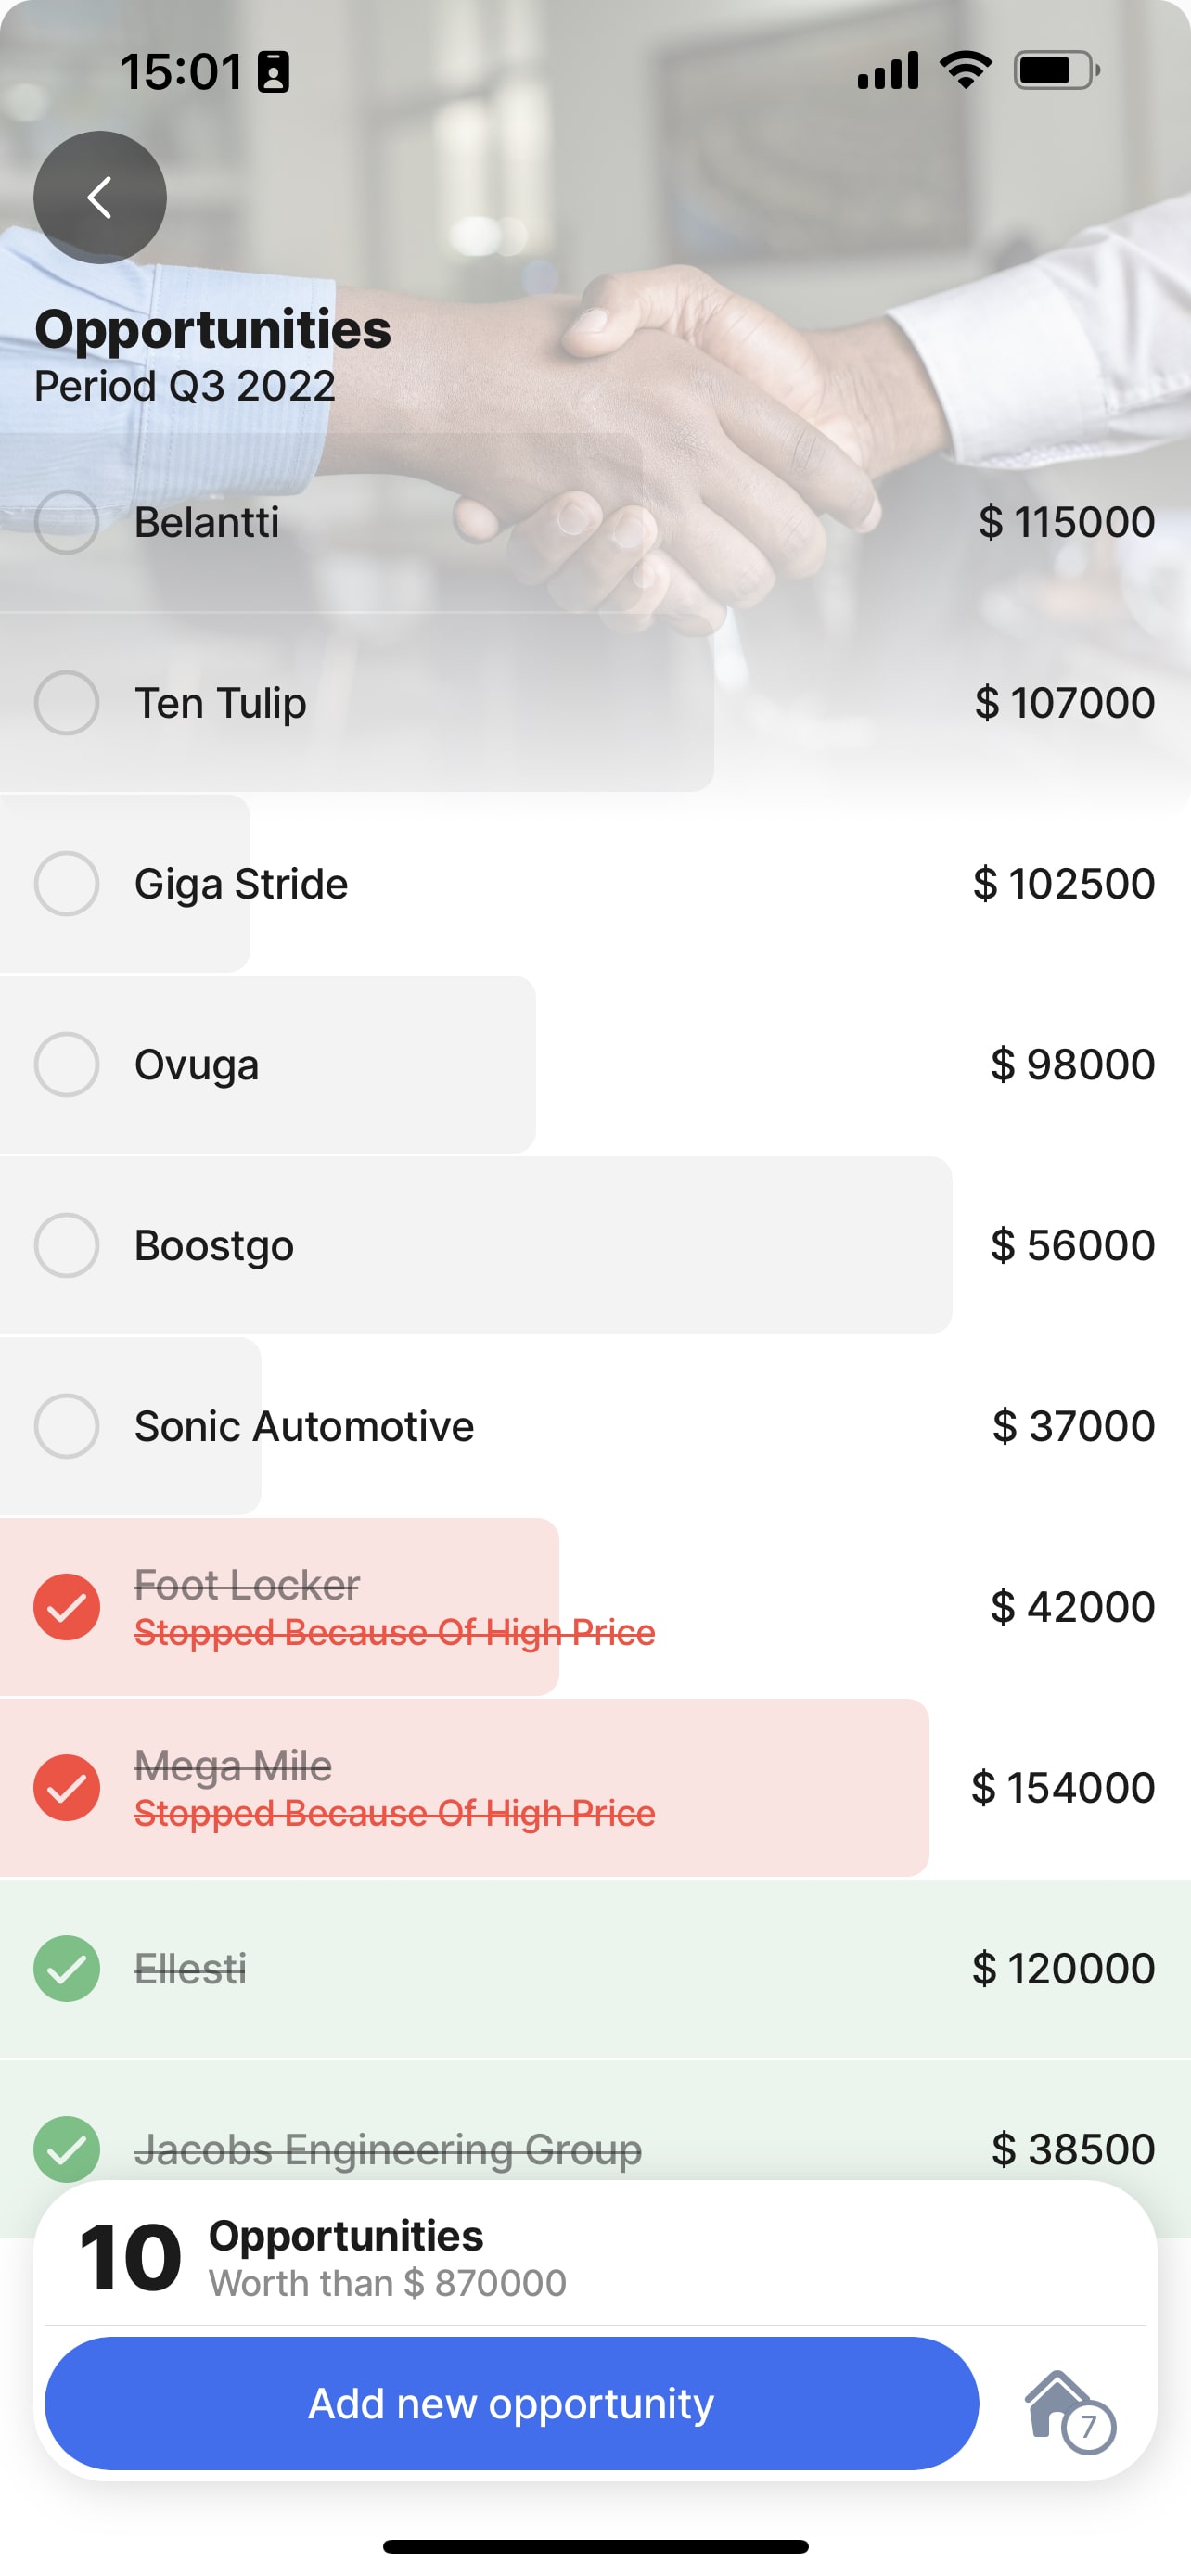 15:01
Opportunities
Period Q3 2022
Belantti $ 115000
Ten Tulip $ 107000
Giga Stride $ 102500
Ovuga $ 98000
Boostgo $ 56000
Sonic Automotive $ 37000
Foot Locker
Stopped Because Of High Price $ 42000
Mega Mile
Stopped Because Of High Price $ 154000
Ellesti $ 120000
Jacobs Engineering Group $ 38500
10 Opportunities
Worth than $ 870000
Add new opportunity
7